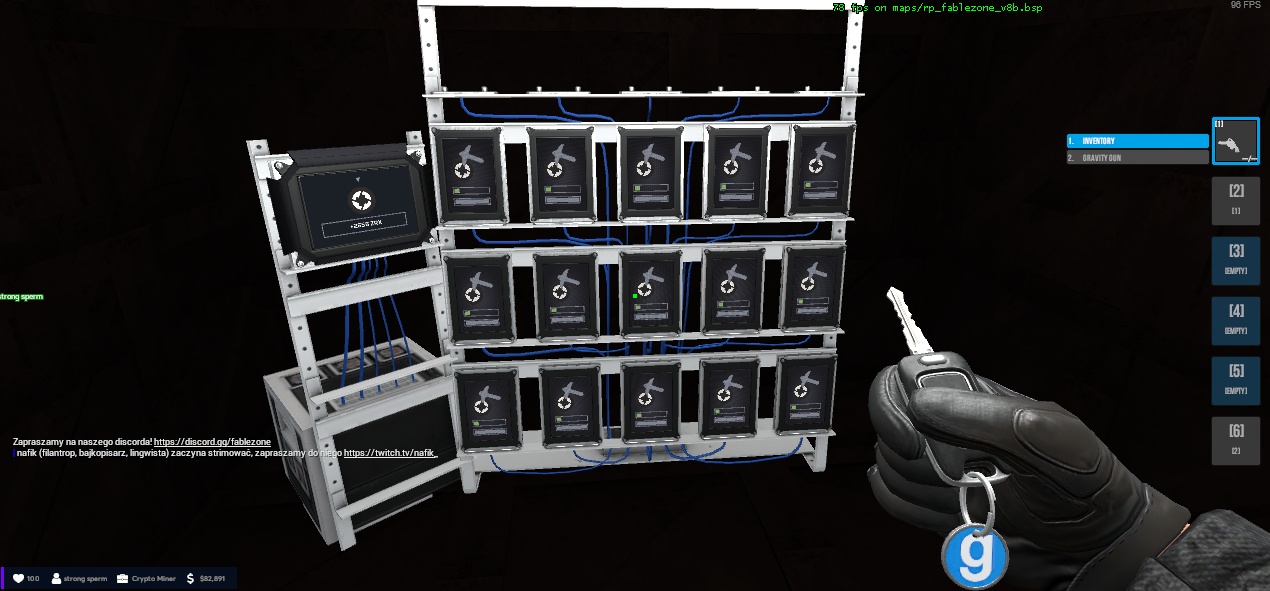 78 fps on maps/rp_fablezone_v8b.bsp
96 FPS
1. INVENTORY
2. GRAVITY GUN
[1]
[2]
[1]
[3]
[EMPTY]
[4]
[EMPTY]
[5]
[EMPTY]
[6]
[2]
strong sperm
Zapraszamy na naszego discorda! https://discord.gg/fablezone
nafik (filantrop, bajkopisarz, lingwista) zaczyna strimować, zapraszamy do niego https://twitch.tv/nafik_
100
strong sperm
Crypto Miner
$82,891
g